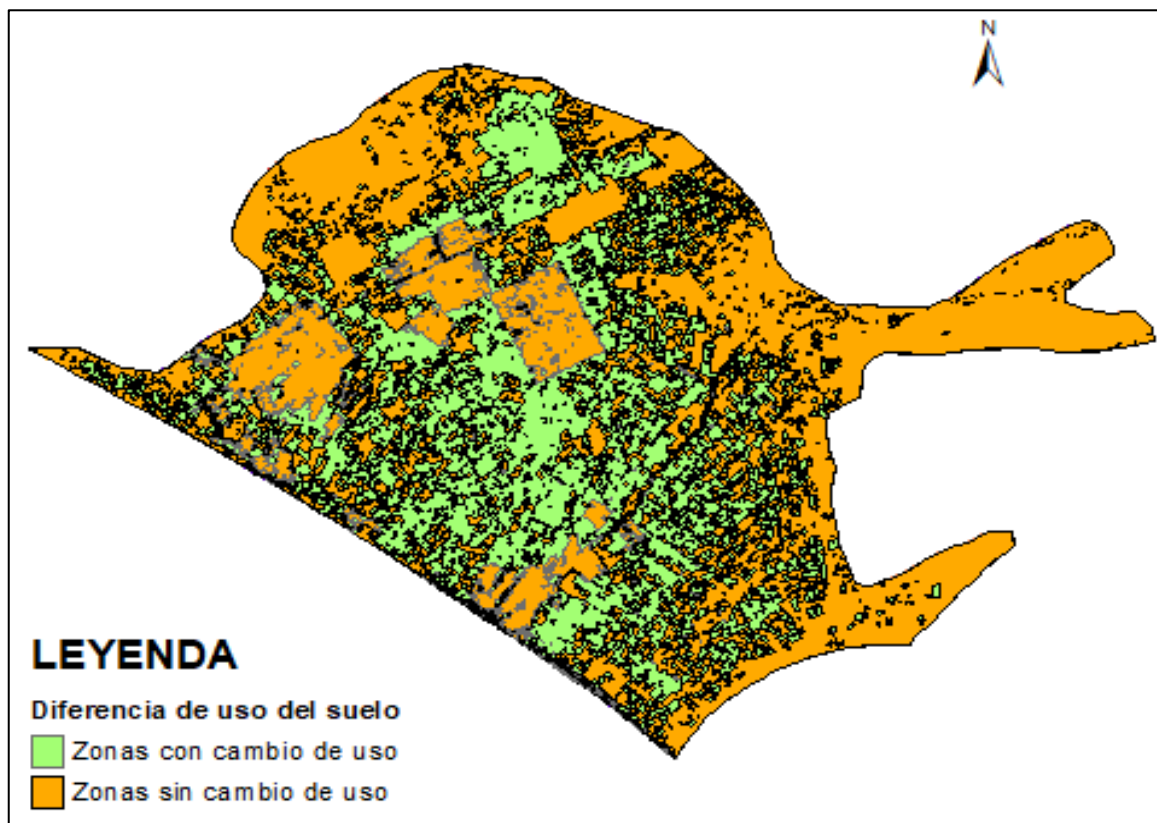 N
LEYENDA
Diferencia de uso del suelo
Zonas con cambio de uso
Zonas sin cambio de uso